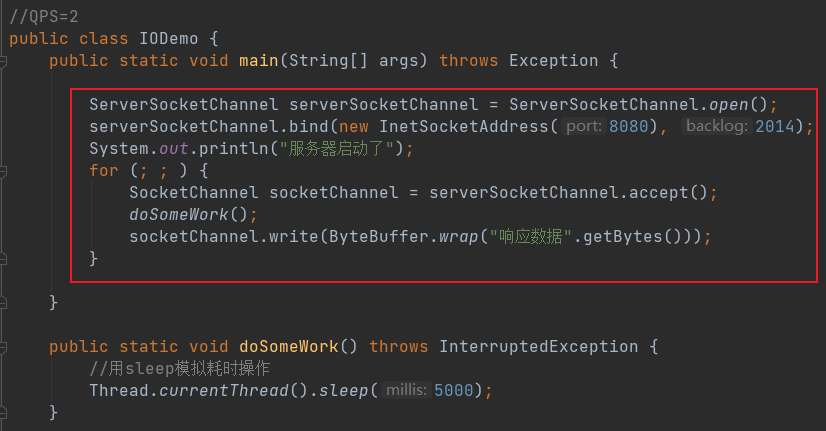 //QPS=2
public class IODemo {
    public static void main(String[] args) throws Exception {
        ServerSocketChannel serverSocketChannel = ServerSocketChannel.open();
        serverSocketChannel.bind(new InetSocketAddress( port: 8080), backlog: 2014);
        System.out.println("服务器启动了");
        for (; ; ) {
            SocketChannel socketChannel = serverSocketChannel.accept();
            doSomeWork();
            socketChannel.write(ByteBuffer.wrap("响应数据".getBytes()));
        }
    }
    public static void doSomeWork() throws InterruptedException {
        //用sleep模拟耗时操作
        Thread.currentThread().sleep( millis: 5000);
    }